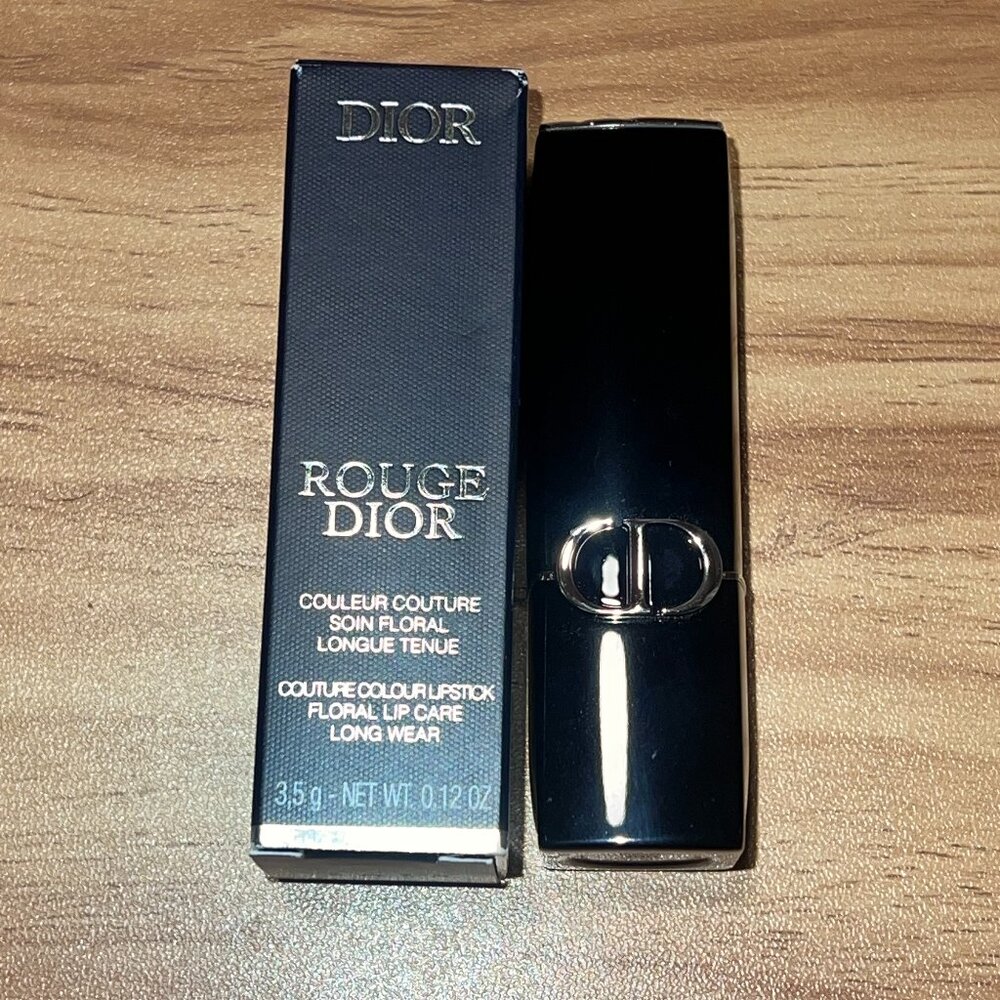 DIOR
ROUGE
DIOR
COULEUR COUTURE
SOIN FLORAL
LONGUE TENUE
COUTURE COLOUR LIPSTICK
FLORAL LIP CARE
LONG WEAR
3,5 g - NET WT. 0.12 OZ
CD